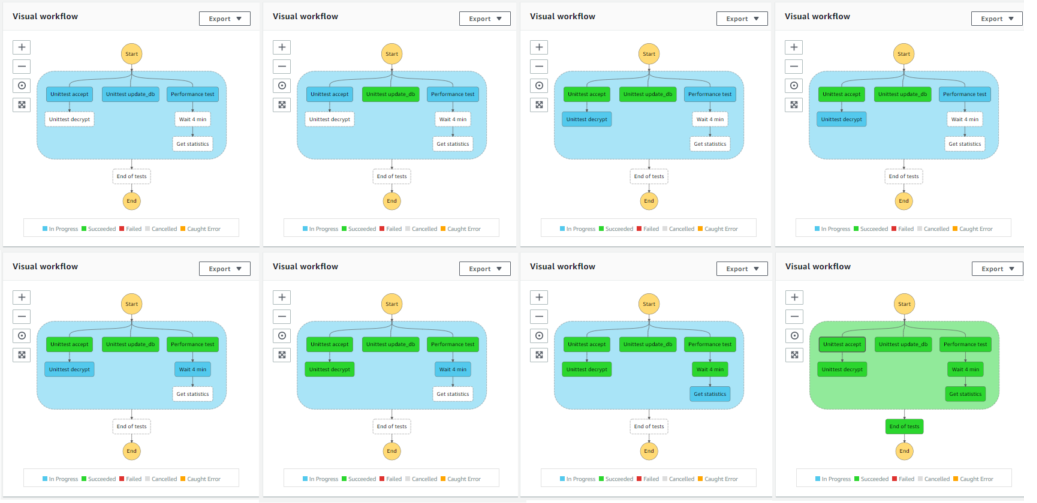 Visual workflow Export
Start
Unittest accept Unittest update_db Performance test
Unittest decrypt Wait 4 min
Get statistics
End of tests
End
In Progress Succeeded Failed Cancelled Caught Error
Visual workflow Export
Start
Unittest accept Unittest update_db Performance test
Unittest decrypt Wait 4 min
Get statistics
End of tests
End
In Progress Succeeded Failed Cancelled Caught Error
Visual workflow Export
Start
Unittest accept Unittest update_db Performance test
Unittest decrypt Wait 4 min
Get statistics
End of tests
End
In Progress Succeeded Failed Cancelled Caught Error
Visual workflow Export
Start
Unittest accept Unittest update_db Performance test
Unittest decrypt Wait 4 min
Get statistics
End of tests
End
In Progress Succeeded Failed Cancelled Caught Error
Visual workflow Export
Start
Unittest accept Unittest update_db Performance test
Unittest decrypt Wait 4 min
Get statistics
End of tests
End
In Progress Succeeded Failed Cancelled Caught Error
Visual workflow Export
Start
Unittest accept Unittest update_db Performance test
Unittest decrypt Wait 4 min
Get statistics
End of tests
End
In Progress Succeeded Failed Cancelled Caught Error
Visual workflow Export
Start
Unittest accept Unittest update_db Performance test
Unittest decrypt Wait 4 min
Get statistics
End of tests
End
In Progress Succeeded Failed Cancelled Caught Error
Visual workflow Export
Start
Unittest accept Unittest update_db Performance test
Unittest decrypt Wait 4 min
Get statistics
End of tests
End
In Progress Succeeded Failed Cancelled Caught Error